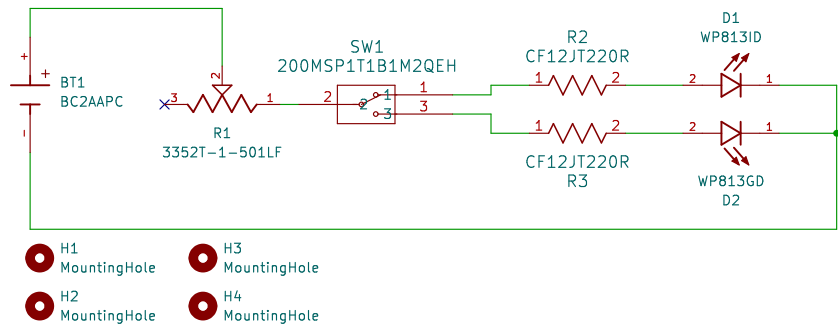 D1
WP813ID
R2
CF12JT220R
SW1
200MSP1T1B1M2QEH
BT1
BC2AAPC
+
+
-
2
3
1
R1
3352T-1-501LF
2
2
1
3
1
3
1
2
2
1
1
2
2
1
CF12JT220R
R3
WP813GD
D2
H1
MountingHole
H3
MountingHole
H2
MountingHole
H4
MountingHole